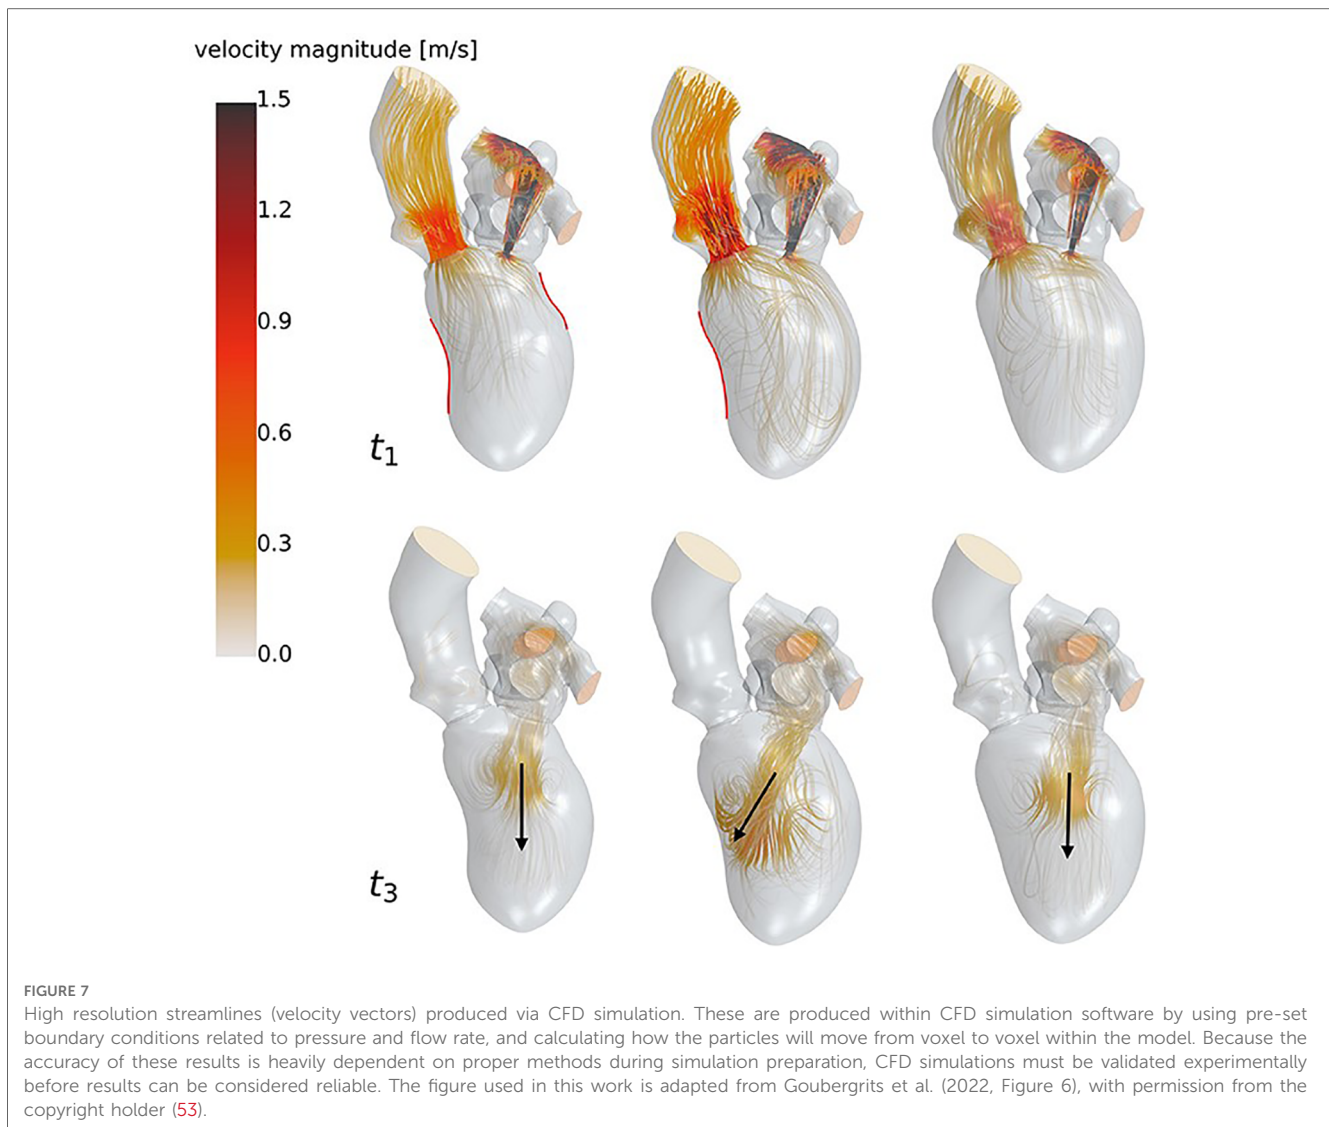 velocity magnitude [m/s]
1.5
1.2
0.9
0.6
0.3
0.0
t1
t3
FIGURE 7
High resolution streamlines (velocity vectors) produced via CFD simulation. These are produced within CFD simulation software by using pre-set
boundary conditions related to pressure and flow rate, and calculating how the particles will move from voxel to voxel within the model. Because the
accuracy of these results is heavily dependent on proper methods during simulation preparation, CFD simulations must be validated experimentally
before results can be considered reliable. The figure used in this work is adapted from Goubergrits et al. (2022, Figure 6), with permission from the
copyright holder (53).